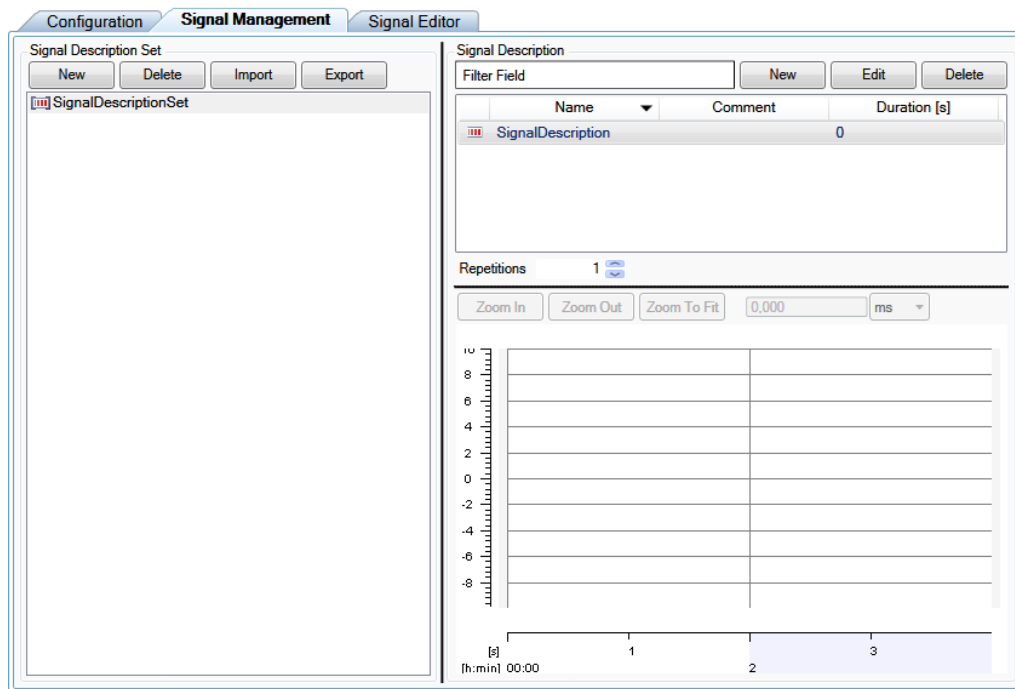 Configuration Signal Management Signal Editor
Signal Description Set
New Delete Import Export
SignalDescriptionSet
Signal Description
Filter Field New Edit Delete
Name Comment Duration [s]
SignalDescription 0
Repetitions 1
Zoom In Zoom Out Zoom To Fit 0,000 ms
10
8
6
4
2
0
-2
-4
-6
-8
[s] 1 3
[h:min] 00:00 2